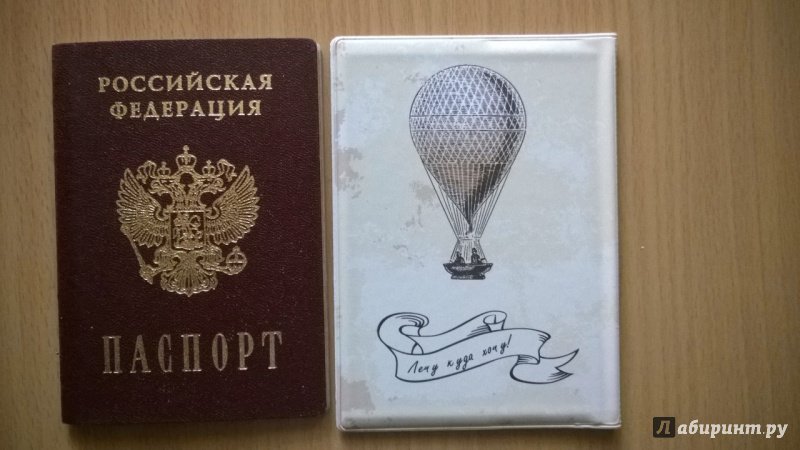 РОССИЙСКАЯ
ФЕДЕРАЦИЯ
ПАСПОРТ
Лечу куда хочу!
Лабиринт.ру